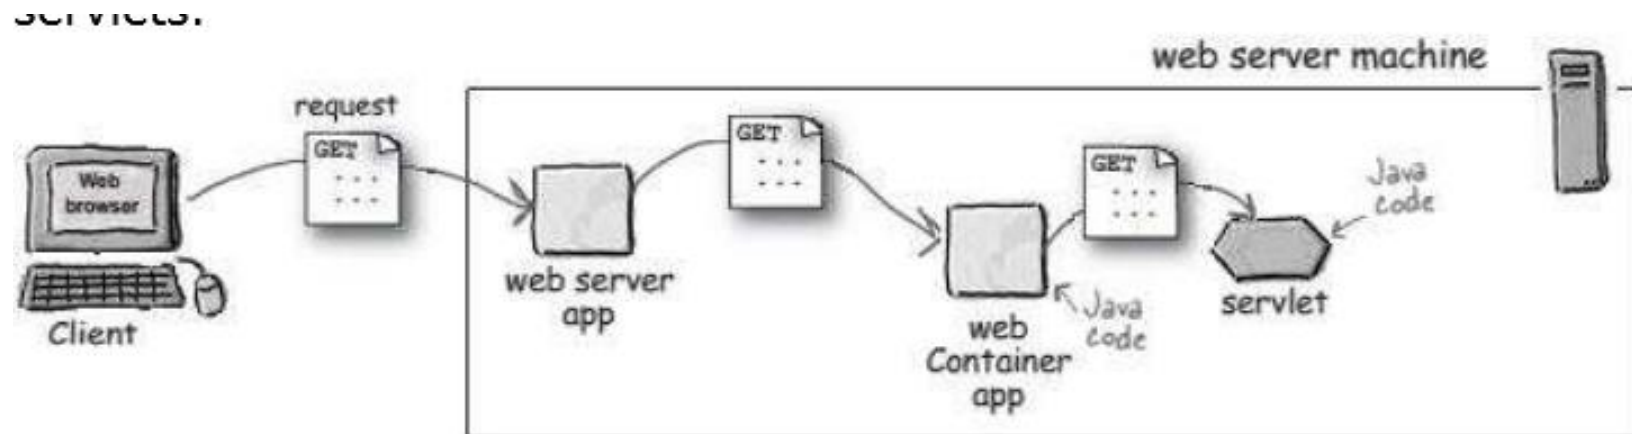 servlets.
web server machine
request
GET
GET
GET
Web
browser
Java
code
web server
app
servlet
Client
Java
code
web
Container
app